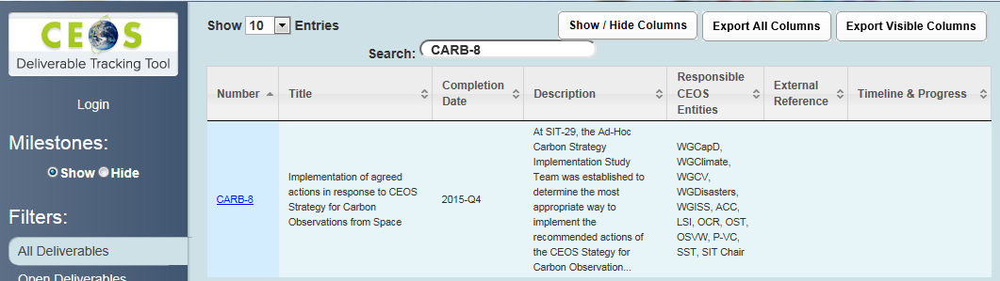 CEOS
Deliverable Tracking Tool
Login
Milestones:
Show Hide
Filters:
All Deliverables
Open Deliverables
Show 10 Entries
Show / Hide Columns
Export All Columns
Export Visible Columns
Search: CARB-8
Number
Title
Completion
Date
Description
Responsible
CEOS
Entities
External
Reference
Timeline & Progress
CARB-8
Implementation of agreed
actions in response to CEOS
Strategy for Carbon
Observations from Space
2015-Q4
At SIT-29, the Ad-Hoc
Carbon Strategy
Implementation Study
Team was established to
determine the most
appropriate way to
implement the
recommended actions of
the CEOS Stategy for
Carbon Observation...
WGCapD,
WGClimate,
WGCV,
WGDisasters,
WGISS, ACC,
LSI, OCR, OST,
OSVW, P-VC,
SST, SIT Chair